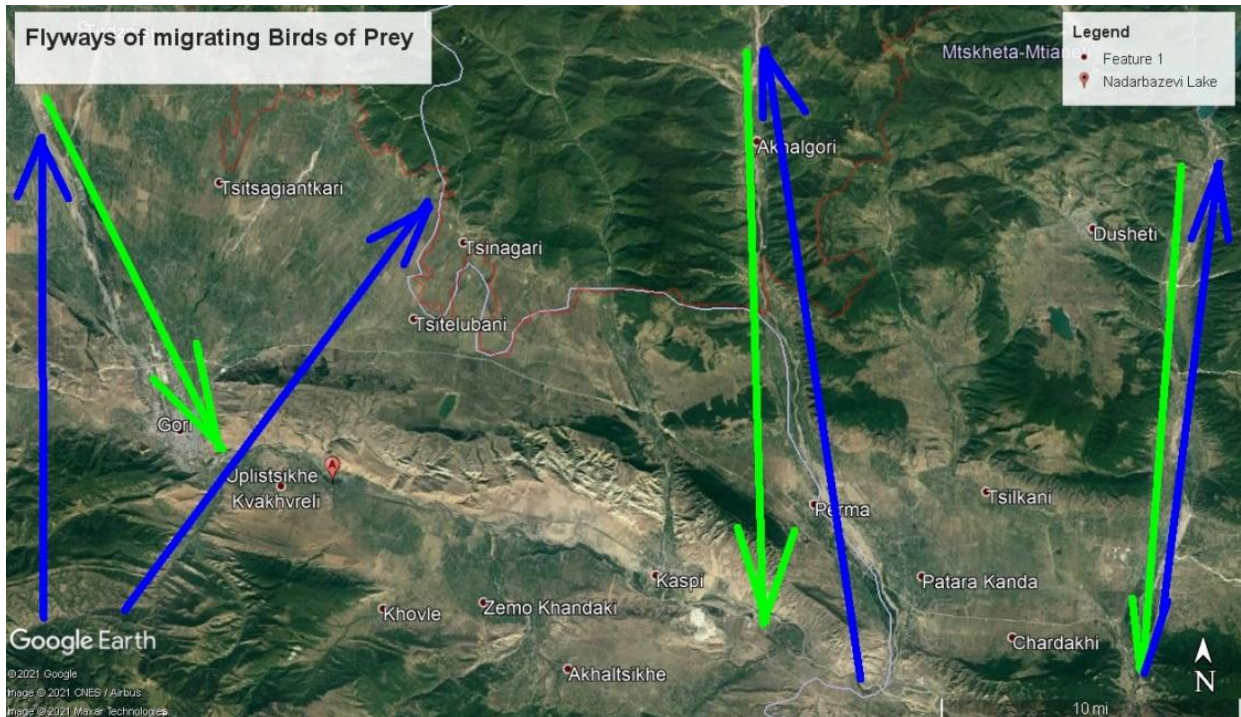 Flyways of migrating Birds of Prey
Legend
Feature 1
Nadarbazevi Lake
Mtskheta-Mtianet
Akhalgori
Tsitsagiantkari
Dusheti
Tsinagari
Tsitelubani
Gori
A
Uplistsikhe
Kvakhvreli
Tsilkani
Perma
Kaspi
Patara Kanda
Khovle
Zemo Khandaki
Chardakhi
Google Earth
Akhaltsikhe
© 2021 Google
Image © 2021 CNES / Airbus
Image © 2021 Maxar Technologies
N
10 mi